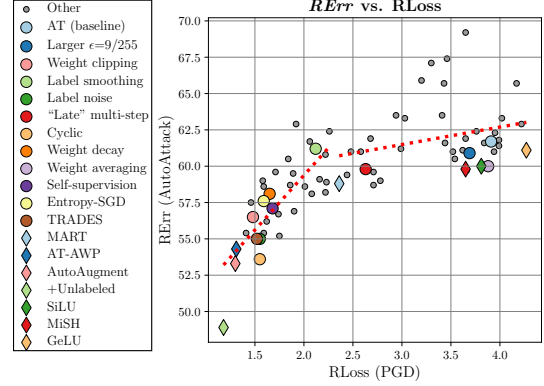 RErr vs. RLoss
Other
AT (baseline)
Larger ϵ=9/255
Weight clipping
Label smoothing
Label noise
“Late” multi-step
Cyclic
Weight decay
Weight averaging
Self-supervision
Entropy-SGD
TRADES
MART
AT-AWP
AutoAugment
+Unlabeled
SiLU
MiSH
GeLU
RErr (AutoAttack)
70.0
67.5
65.0
62.5
60.0
57.5
55.0
52.5
50.0
1.5 2.0 2.5 3.0 3.5 4.0
RLoss (PGD)